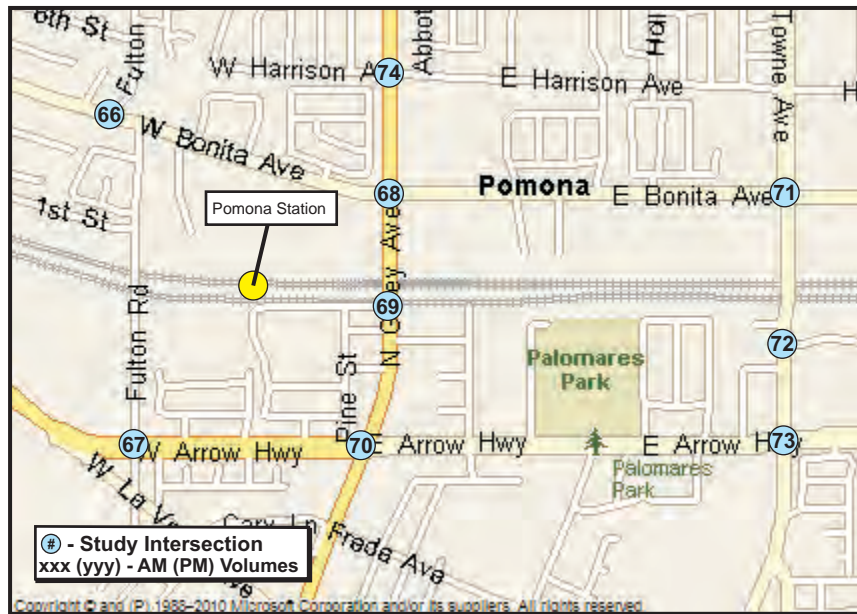 6th St
Fulton
W Harrison A
74
Abbot
E Harrison Ave
Towne Ave
H
66
W Bonita Ave
68
Pomona
E Bonita Ave
71
1st St
Pomona Station
N Garey Ave
69
Fulton Rd
72
Palomares
Park
Pine St
67
W Arrow Hwy
70
E Arrow Hwy
E Arrow Hwy
73
Palomares
Park
W La Ve
Ave
Cary Ln
Freda Ave
# - Study Intersection
xxx (yyy) - AM (PM) Volumes
Copyright © and (P) 1988–2010 Microsoft Corporation and/or its suppliers. All rights reserved.